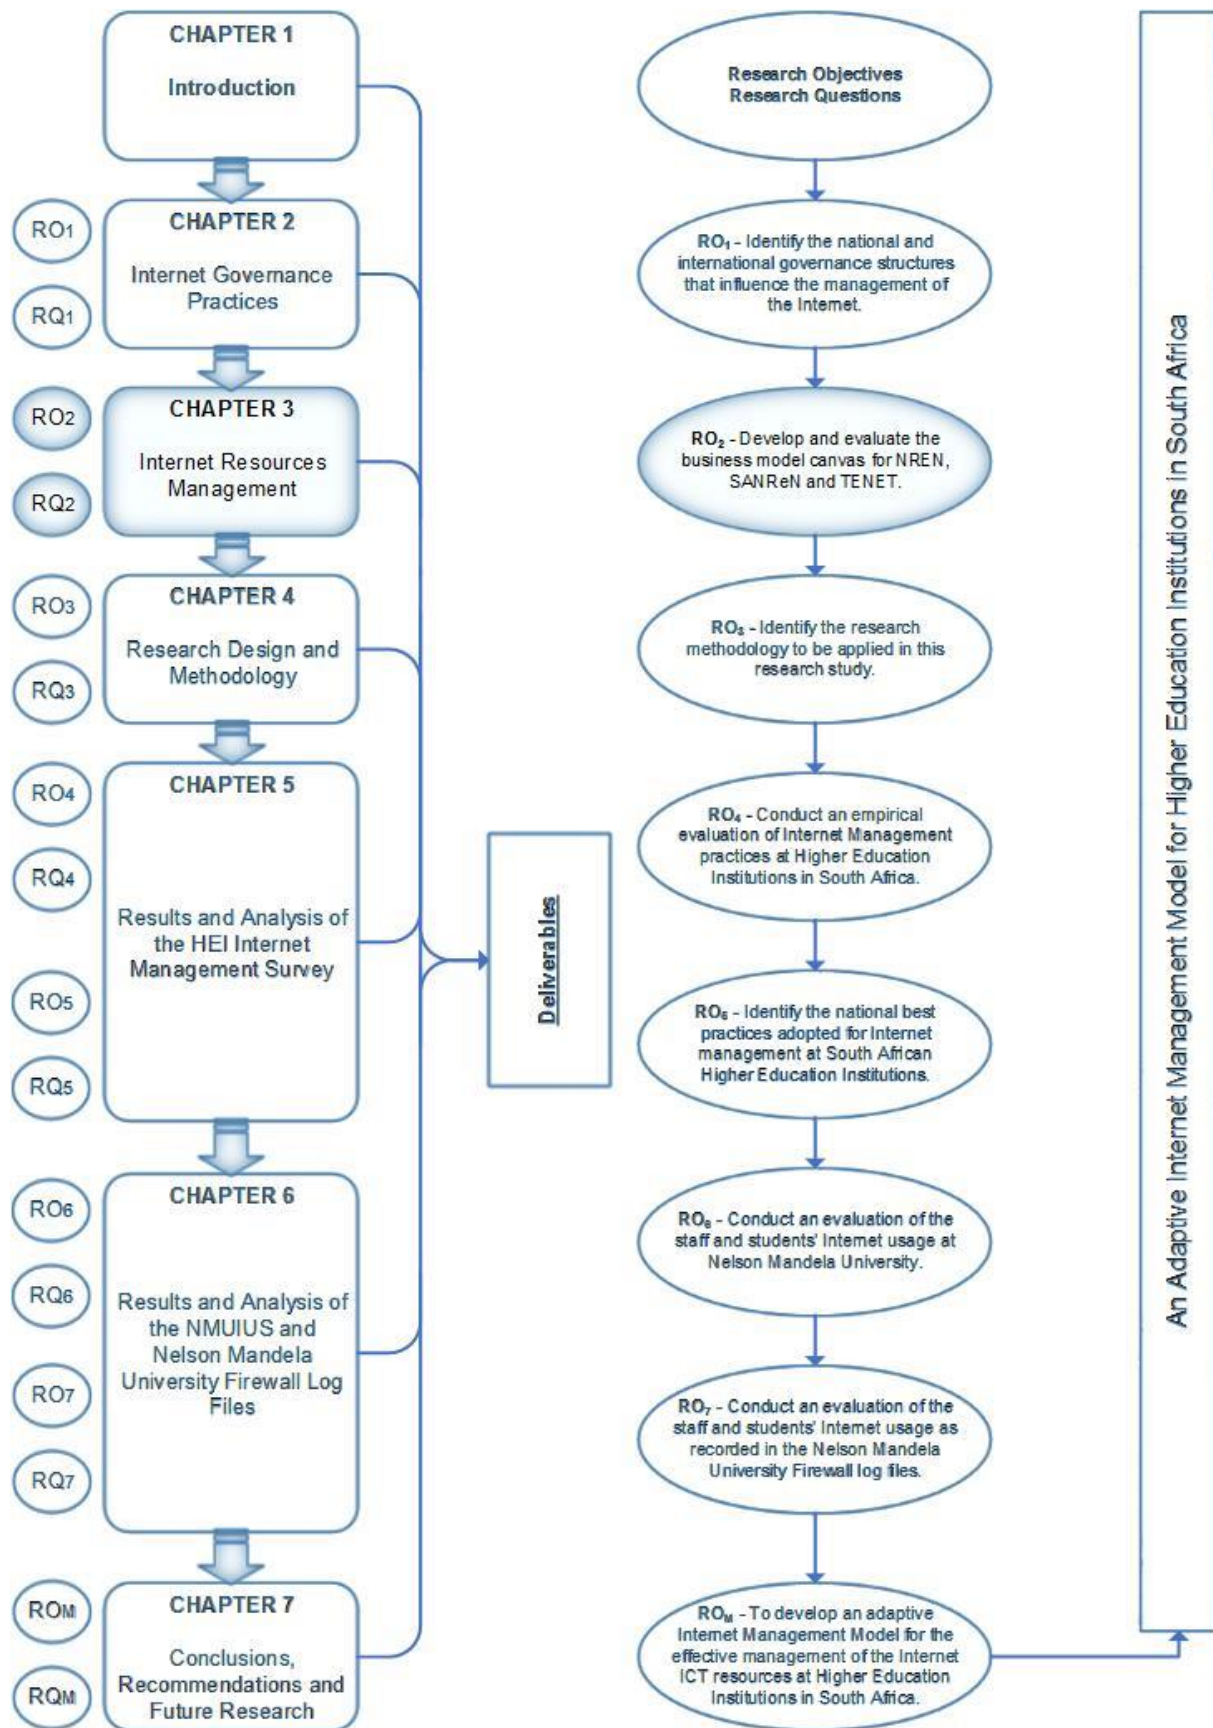 CHAPTER 1
Introduction
RO1
RQ1
CHAPTER 2
Internet Governance
Practices
RO2
RQ2
CHAPTER 3
Internet Resources
Management
RO3
RQ3
CHAPTER 4
Research Design and
Methodology
RO4
RQ4
RO5
RQ5
CHAPTER 5
Results and Analysis of
the HEI Internet
Management Survey
RO6
RQ6
RO7
RQ7
CHAPTER 6
Results and Analysis of
the NMUIUS and
Nelson Mandela
University Firewall Log
Files
ROM
RQM
CHAPTER 7
Conclusions,
Recommendations and
Future Research
Deliverables
Research Objectives
Research Questions
RO1 - Identify the national and
international governance structures
that influence the management of
the Internet.
RO2 - Develop and evaluate the
business model canvas for NREN,
SANReN and TENET.
RO3 - Identify the research
methodology to be applied in this
research study.
RO4 - Conduct an empirical
evaluation of Internet Management
practices at Higher Education
Institutions in South Africa.
RO5 - Identify the national best
practices adopted for Internet
management at South African
Higher Education Institutions.
RO6 - Conduct an evaluation of the
staff and students' Internet usage at
Nelson Mandela University.
RO7 - Conduct an evaluation of the
staff and students' Internet usage as
recorded in the Nelson Mandela
University Firewall log files.
ROM - To develop an adaptive
Internet Management Model for the
effective management of the Internet
ICT resources at Higher Education
Institutions in South Africa.
An Adaptive Internet Management Model for Higher Education Institutions in South Africa